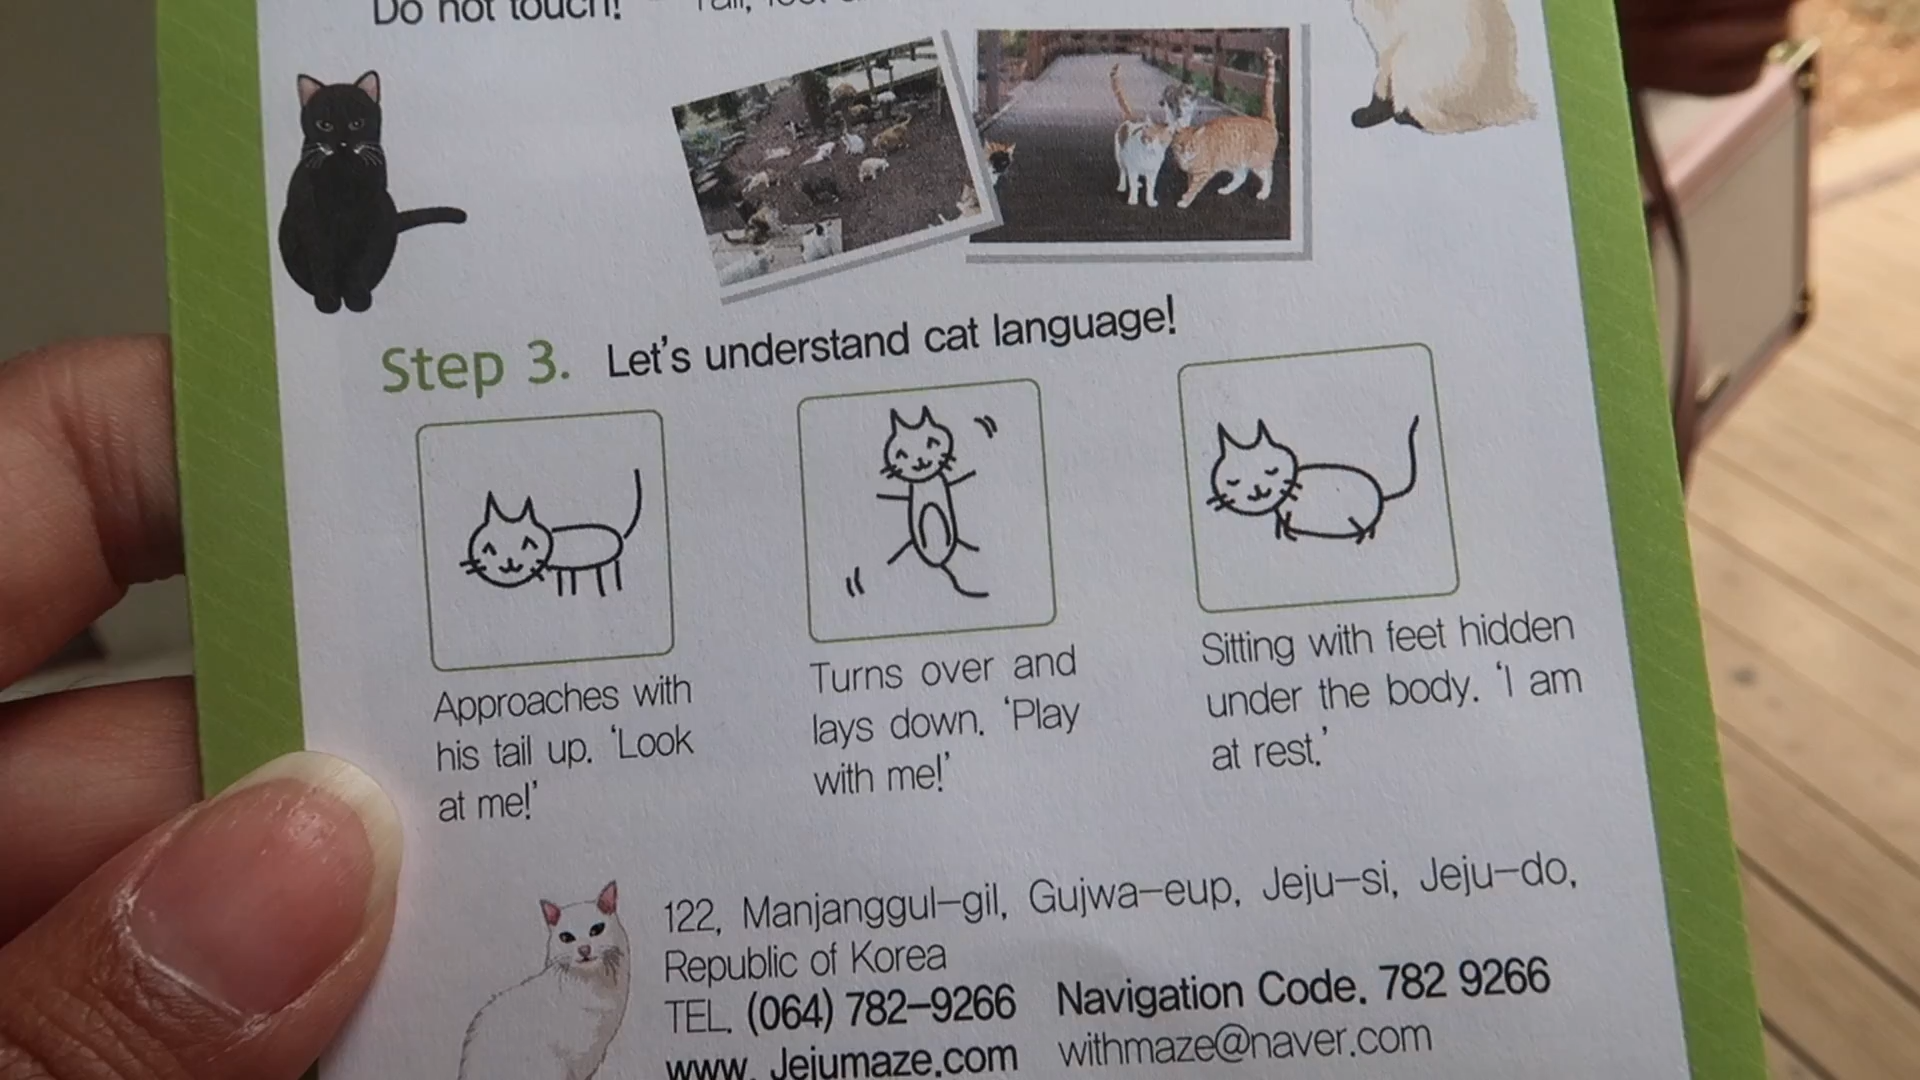 Do not touch!
Step 3. Let's understand cat language!
Approaches with
his tail up. 'Look
at me!'
Turns over and
lays down. 'Play
with me!'
Sitting with feet hidden
under the body. 'I am
at rest.'
122, Manjanggul-gil, Gujwa-eup, Jeju-si, Jeju-do,
Republic of Korea
TEL. (064) 782-9266 Navigation Code. 782 9266
www. Jejumaze.com withmaze@naver.com